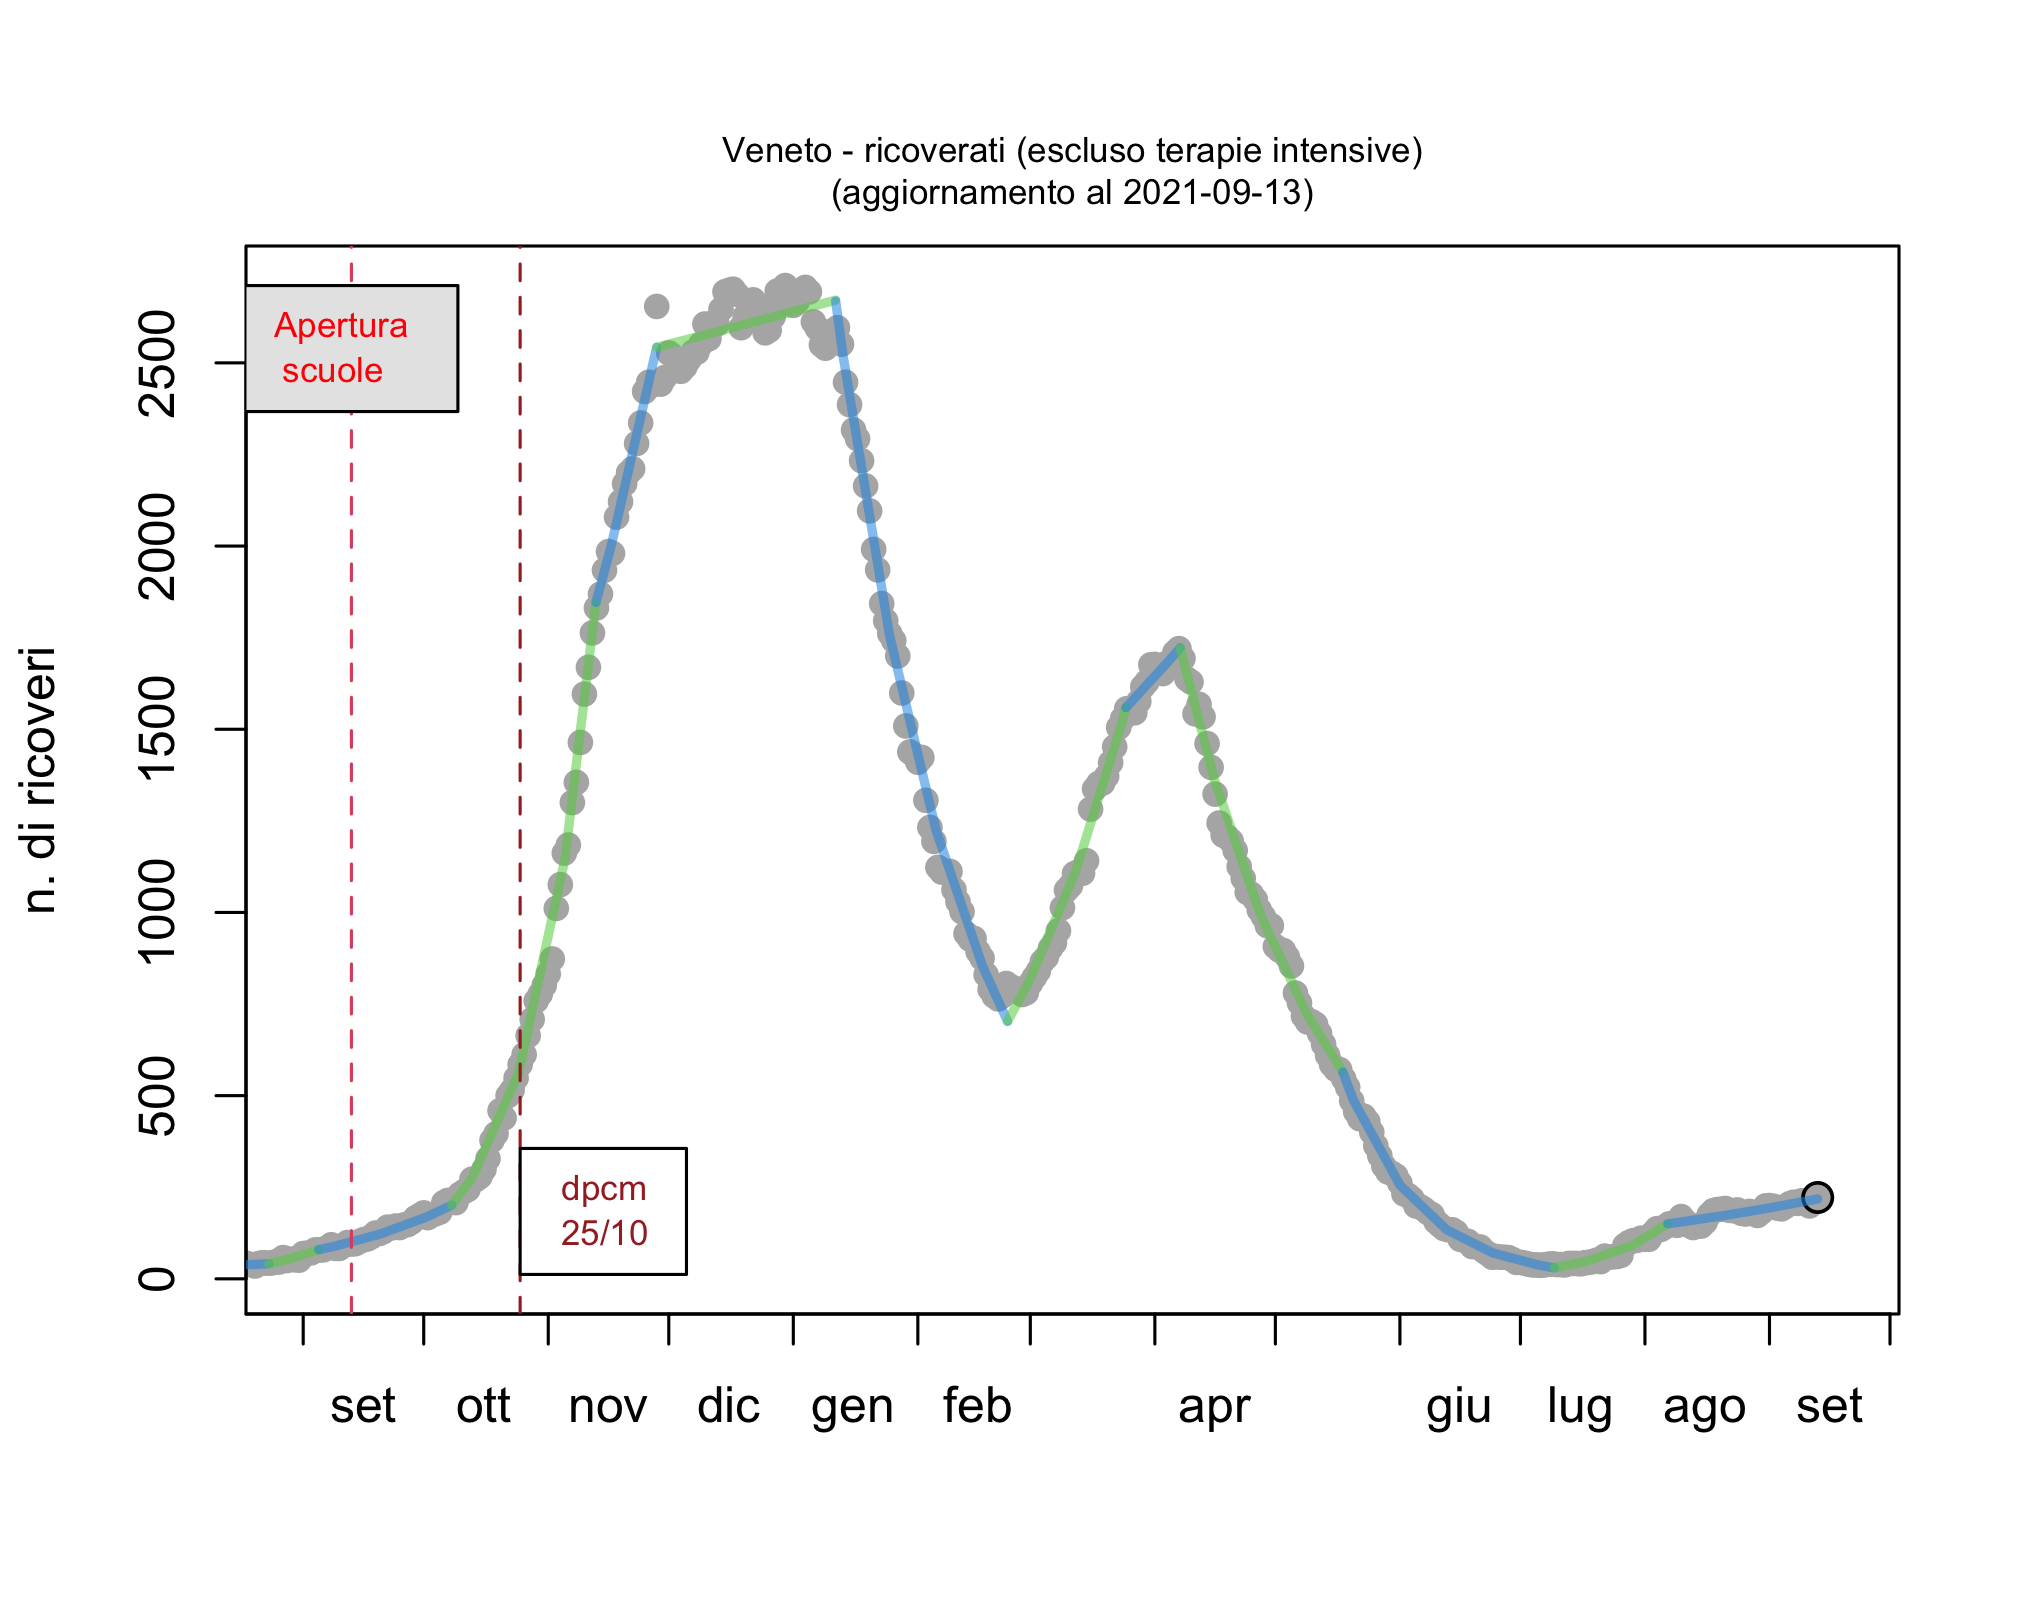 Veneto - ricoverati (escluso terapie intensive)
(aggiornamento al 2021-09-13)
n. di ricoveri
2500
2000
1500
1000
500
0
Apertura
scuole
dpcm
25/10
set ott nov dic gen feb apr giu lug ago set